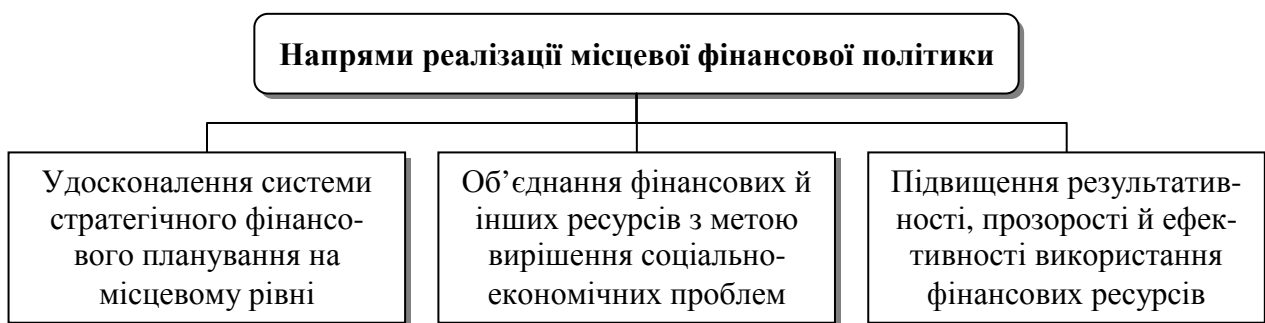 Напрями реалізації місцевої фінансової політики
Удосконалення системи
стратегічного фінансо-
вого планування на
місцевому рівні
Об’єднання фінансових й
інших ресурсів з метою
вирішення соціально-
економічних проблем
Підвищення результатив-
ності, прозорості й ефек-
тивності використання
фінансових ресурсів